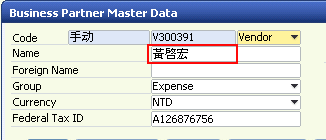 Business Partner Master Data
Code 手动 V300391 Vendor
Name 黃啓宏
Foreign Name
Group Expense
Currency NTD
Federal Tax ID A126876756